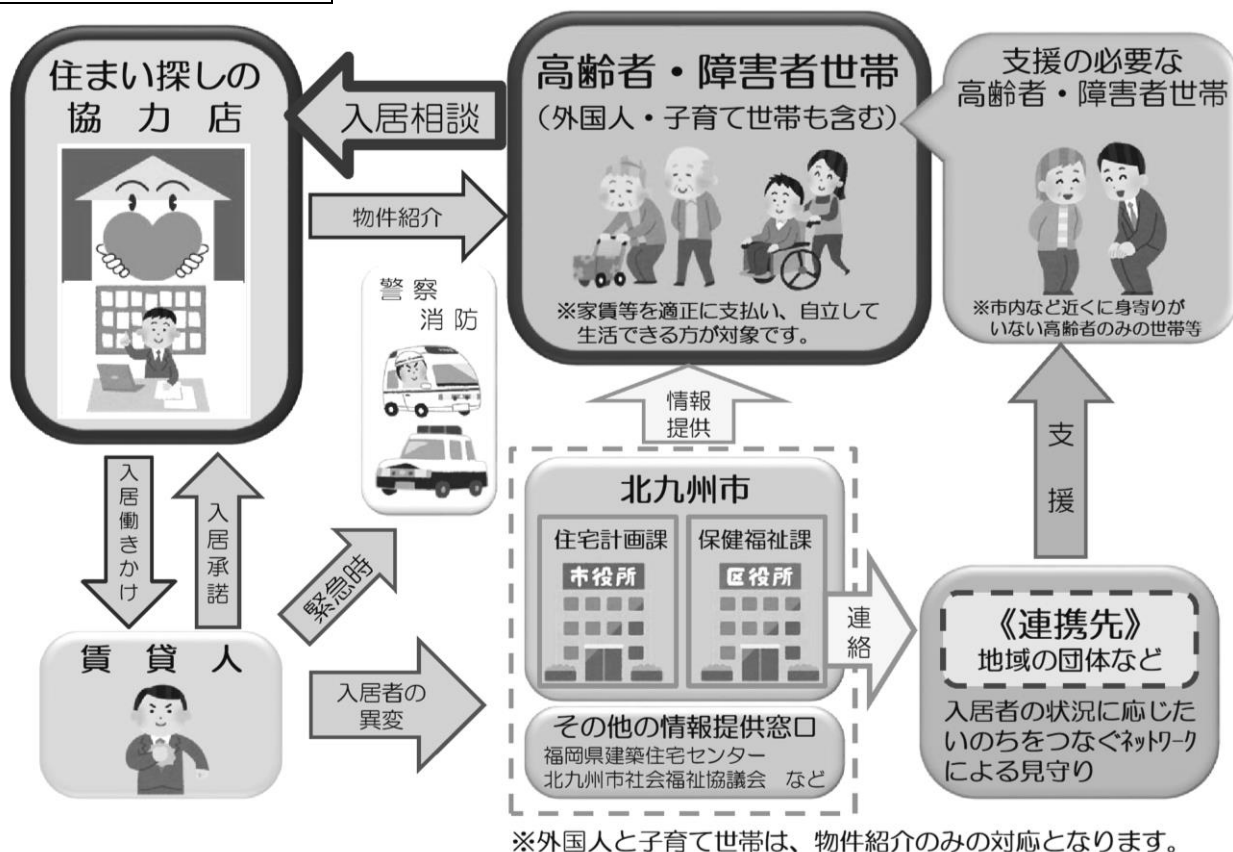 住まい探しの
協力店
入居相談
物件紹介
高齢者・障害者世帯
（外国人・子育て世帯も含む）
※家賃等を適正に支払い、自立して
生活できる方が対象です。
支援の必要な
高齢者・障害者世帯
※市内など近くに身寄りが
いない高齢者のみの世帯等
警察
消防
情報
提供
支援
入居働きかけ
入居承諾
緊急時
北九州市
住宅計画課
市役所
保健福祉課
区役所
連絡
《連携先》
地域の団体など
入居者の状況に応じた
いのちをつなぐネットワーク
による見守り
賃貸人
入居者の
異変
その他の情報提供窓口
福岡県建築住宅センター
北九州市社会福祉協議会 など
※外国人と子育て世帯は、物件紹介のみの対応となります。